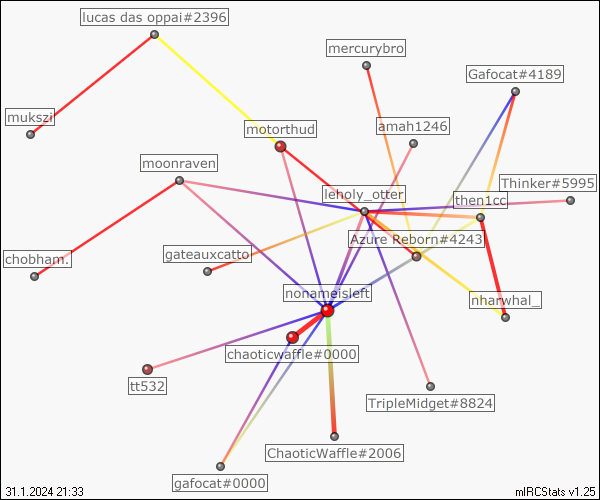 lucas das oppai#2396
mercurybro
Gafocat#4189
mukszi
motorthud
amah1246
moonraven
Thinker#5995
leholy_otter
then1cc
Azure Reborn#4243
chobham.
gateauxcatto
nonameisleft
nharwhal_
chaoticwaffle#0000
tt532
TripleMidget#8824
ChaoticWaffle#2006
gafocat#0000
31.1.2024 21:33
mIRCStats v1.25